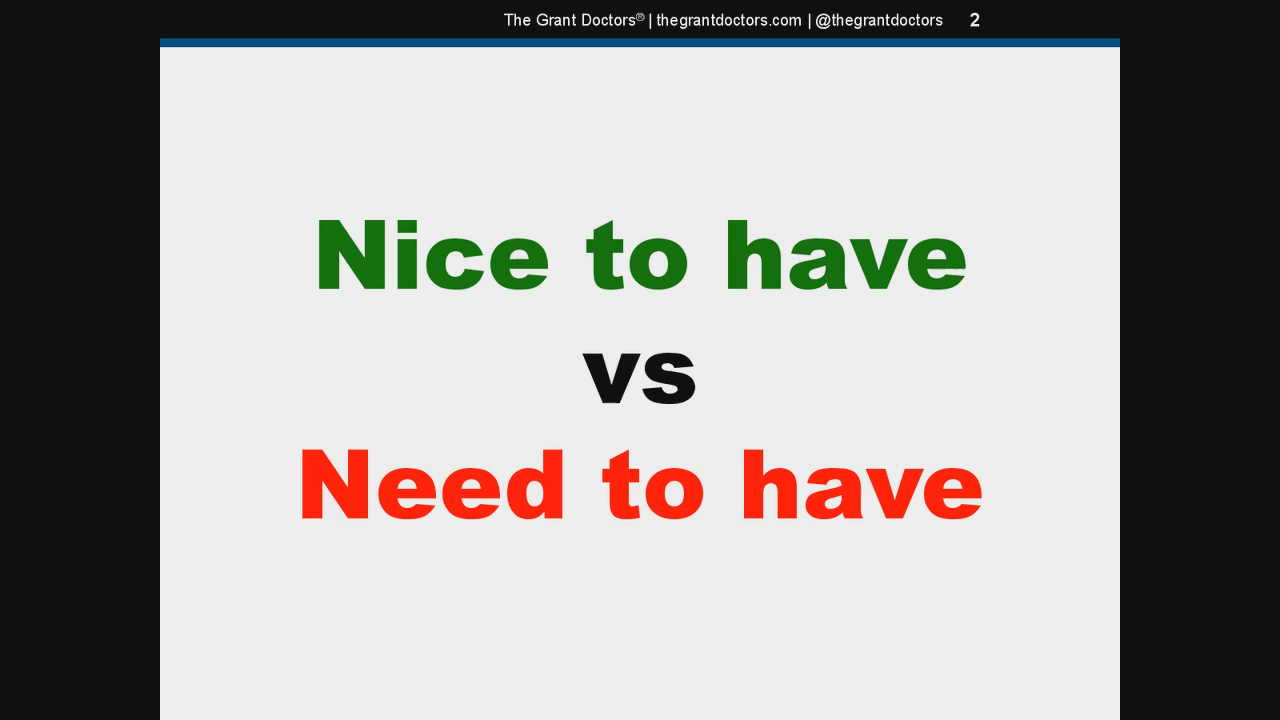 The Grant Doctors® | thegrantdoctors.com | @thegrantdoctors 2
Nice to have
vs
Need to have